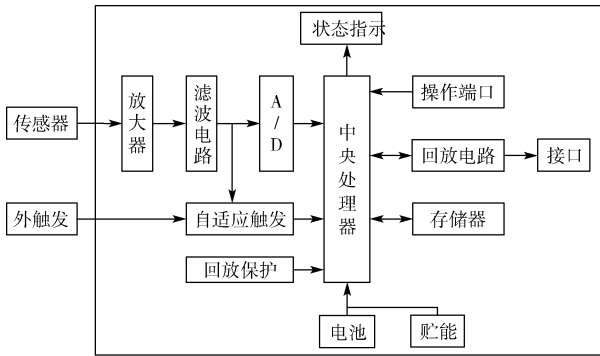 状态指示
传感器
放大器
滤波电路
A/D
中央处理器
操作端口
回放电路
接口
外触发
自适应触发
存储器
回放保护
电池
贮能